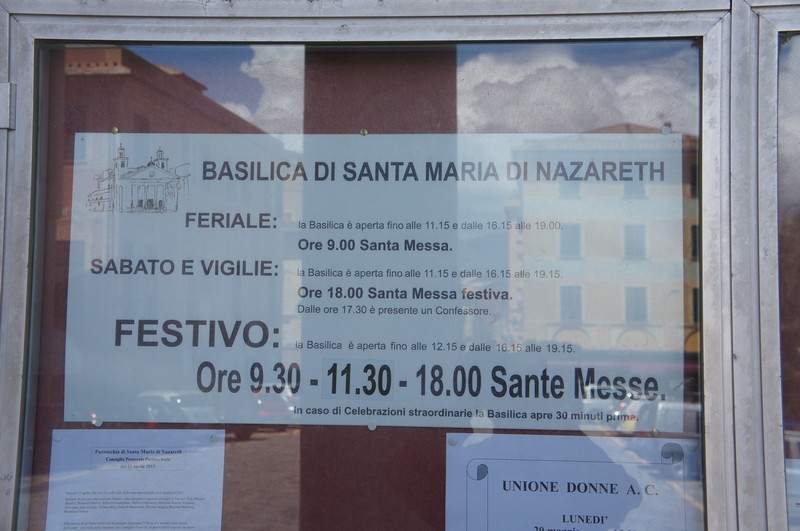 BASILICA DI SANTA MARIA DI NAZARETH
FERIALE: la Basilica è aperta fino alle 11.15 e dalle 16.15 alle 19.00.
Ore 9.00 Santa Messa.
SABATO E VIGILIE: la Basilica è aperta fino alle 11.15 e dalle 16.15 alle 19.15.
Ore 18.00 Santa Messa festiva.
Dalle ore 17.30 è presente un Confessore.
FESTIVO: la Basilica è aperta fino alle 12.15 e dalle 16.15 alle 19.15.
Ore 9.30 - 11.30 - 18.00 Sante Messe.
in caso di Celebrazioni straordinarie la Basilica apre 30 minuti prima.
Parrocchia di Santa Maria di Nazareth
Consiglio Pastorale Parrocchiale
UNIONE DONNE A. C.
LUNEDI'